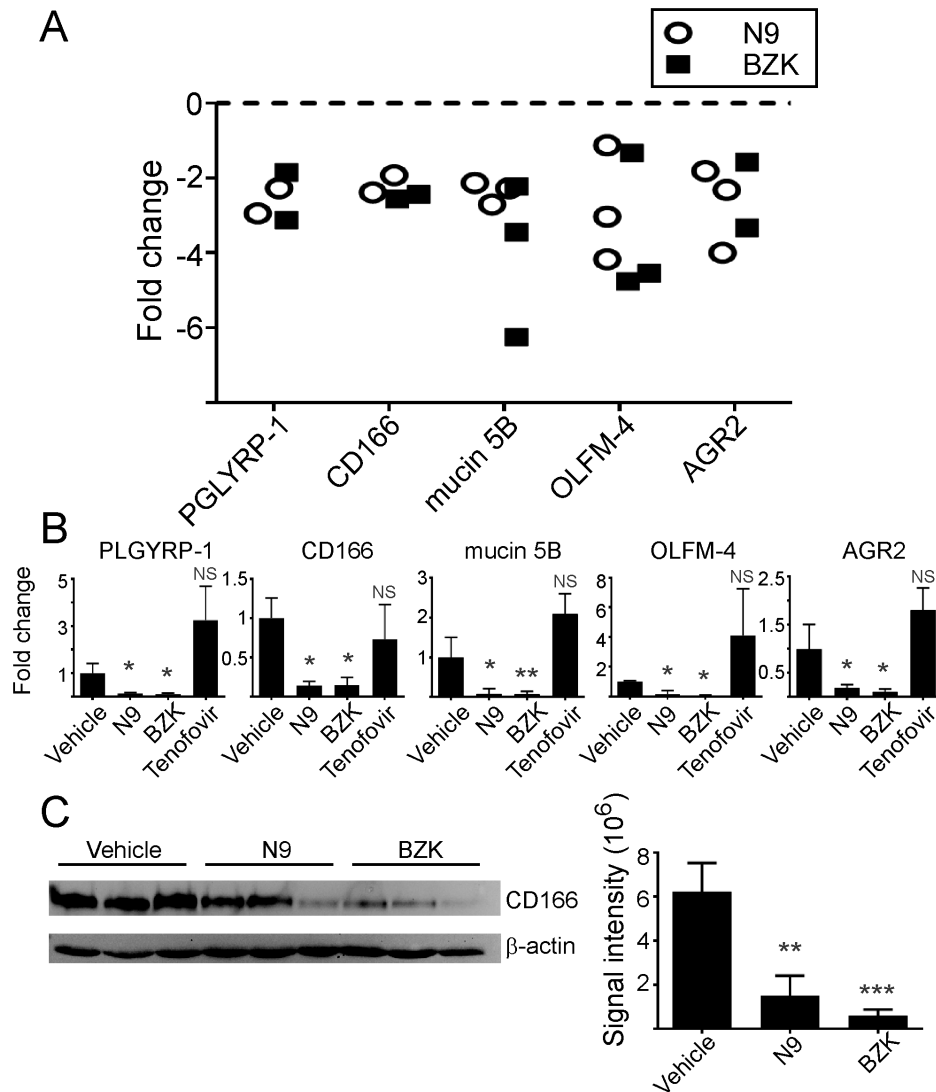 A
N9
BZK
0
-2
-4
-6
Fold change
PGLYRP-1
CD166
mucin 5B
OLFM-4
AGR2
B
PLGYRP-1
CD166
mucin 5B
OLFM-4
AGR2
Fold change
5
3
1
* * NS
Vehicle
N9
BZK
Tenofovir
1.5
1
0.5
* * NS
Vehicle
N9
BZK
Tenofovir
3
2
1
* ** NS
Vehicle
N9
BZK
Tenofovir
8
6
4
2
* * NS
Vehicle
N9
BZK
Tenofovir
2.5
1.5
0.5
* * NS
Vehicle
N9
BZK
Tenofovir
C
Vehicle N9 BZK
CD166
β-actin
Signal intensity (10⁶)
8
6
4
2
**
***
Vehicle
N9
BZK